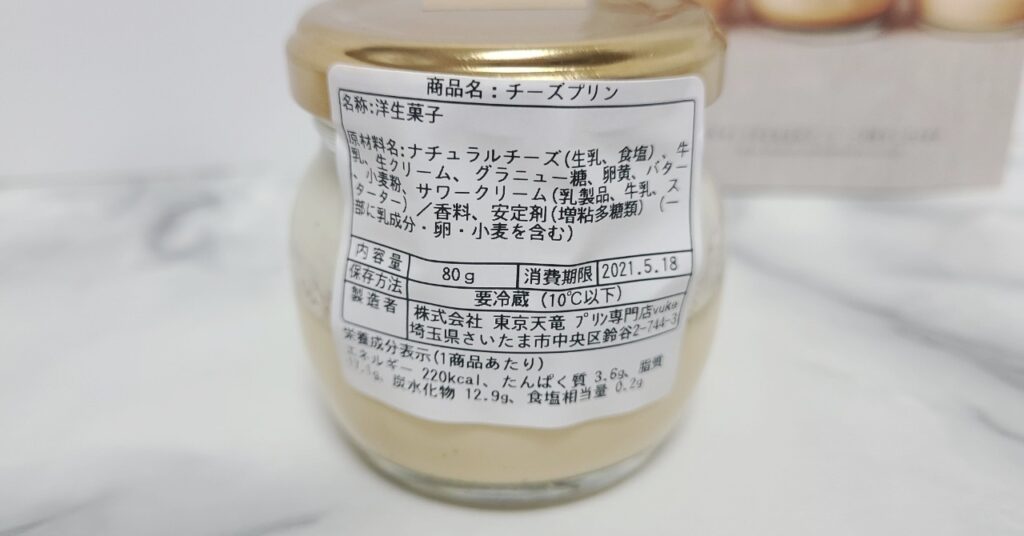 商品名：チーズプリン
名称:洋生菓子
原材料名:ナチュラルチーズ(生乳、食塩)、牛
乳、生クリーム、グラニュー糖、卵黄、バター
、小麦粉、サワークリーム(乳製品、牛乳、ス
ターター)／香料、安定剤(増粘多糖類) (一
部に乳成分・卵・小麦を含む)
内容量 80g 消費期限 2021.5.18
保存方法 要冷蔵 (10℃以下)
製造者 株式会社 東京天竜 プリン専門店vuke
埼玉県さいたま市中央区鈴谷2-744-3
栄養成分表示(1商品あたり)
エネルギー 220kcal、たんぱく質 3.6g、脂質
炭水化物 12.9g、食塩相当量 0.2g